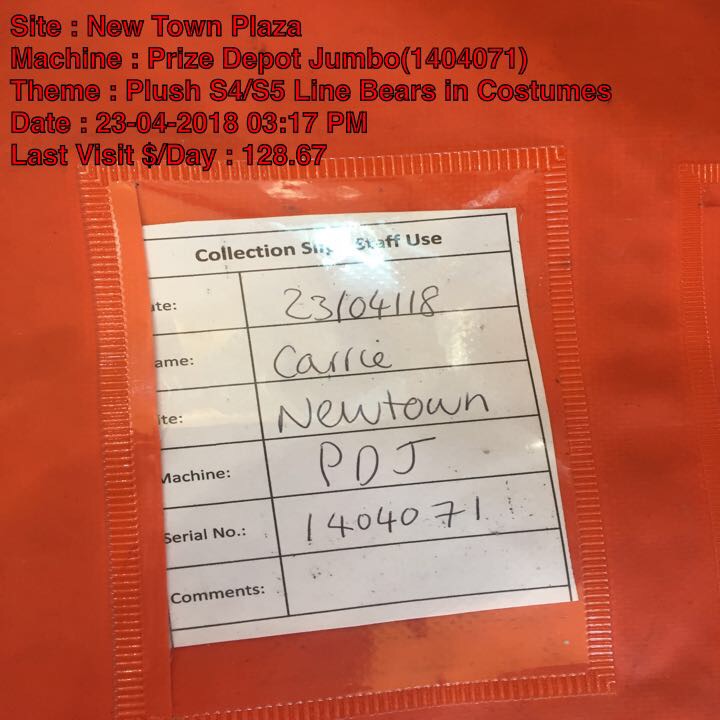 Site : New Town Plaza
Machine : Prize Depot Jumbo(1404071)
Theme : Plush S4/S5 Line Bears in Costumes
Date : 23-04-2018 03:17 PM
Last Visit $/Day : 128.67
Collection Staff Use
ate: 23/04/18
ame: Carrie
ite: Newtown
Machine: PDJ
Serial No.: 1404071
Comments: